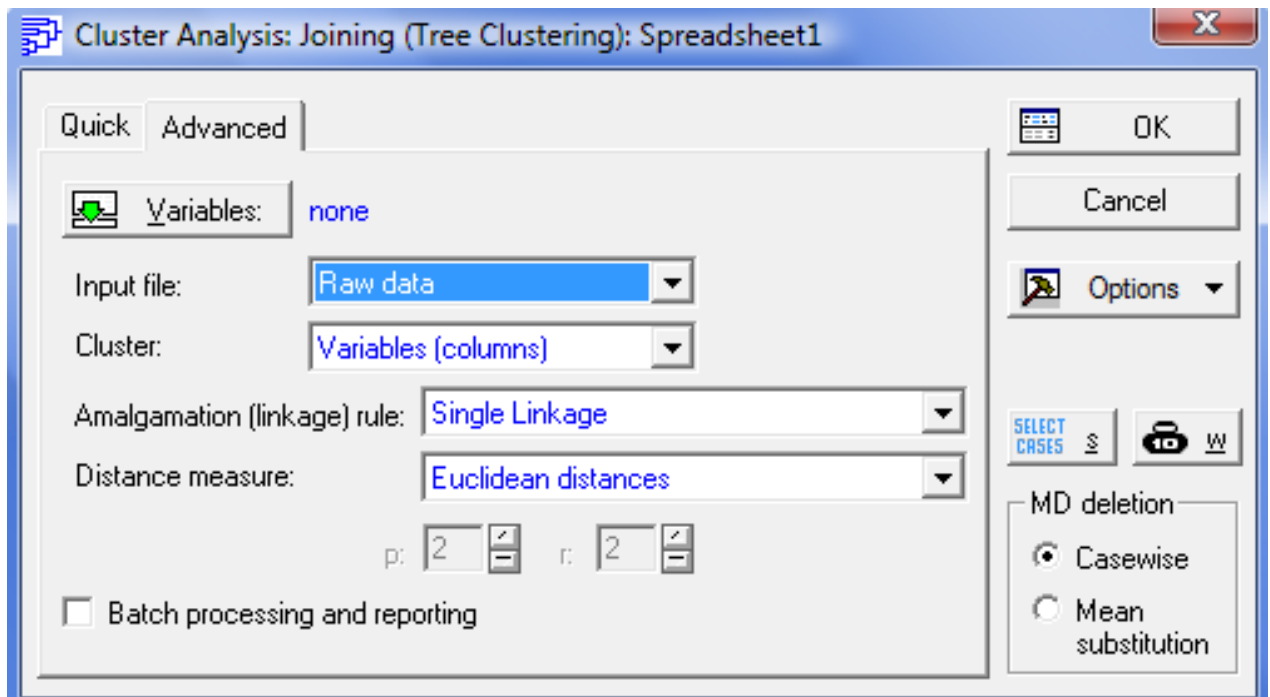 Cluster Analysis: Joining (Tree Clustering): Spreadsheet1
X
Quick Advanced
OK
Variables: none
Cancel
Input file: Raw data
Options
Cluster: Variables (columns)
Amalgamation (linkage) rule: Single Linkage
SELECT
CASES S
W
Distance measure: Euclidean distances
MD deletion
p: 2 r: 2
Casewise
Batch processing and reporting
Mean
substitution